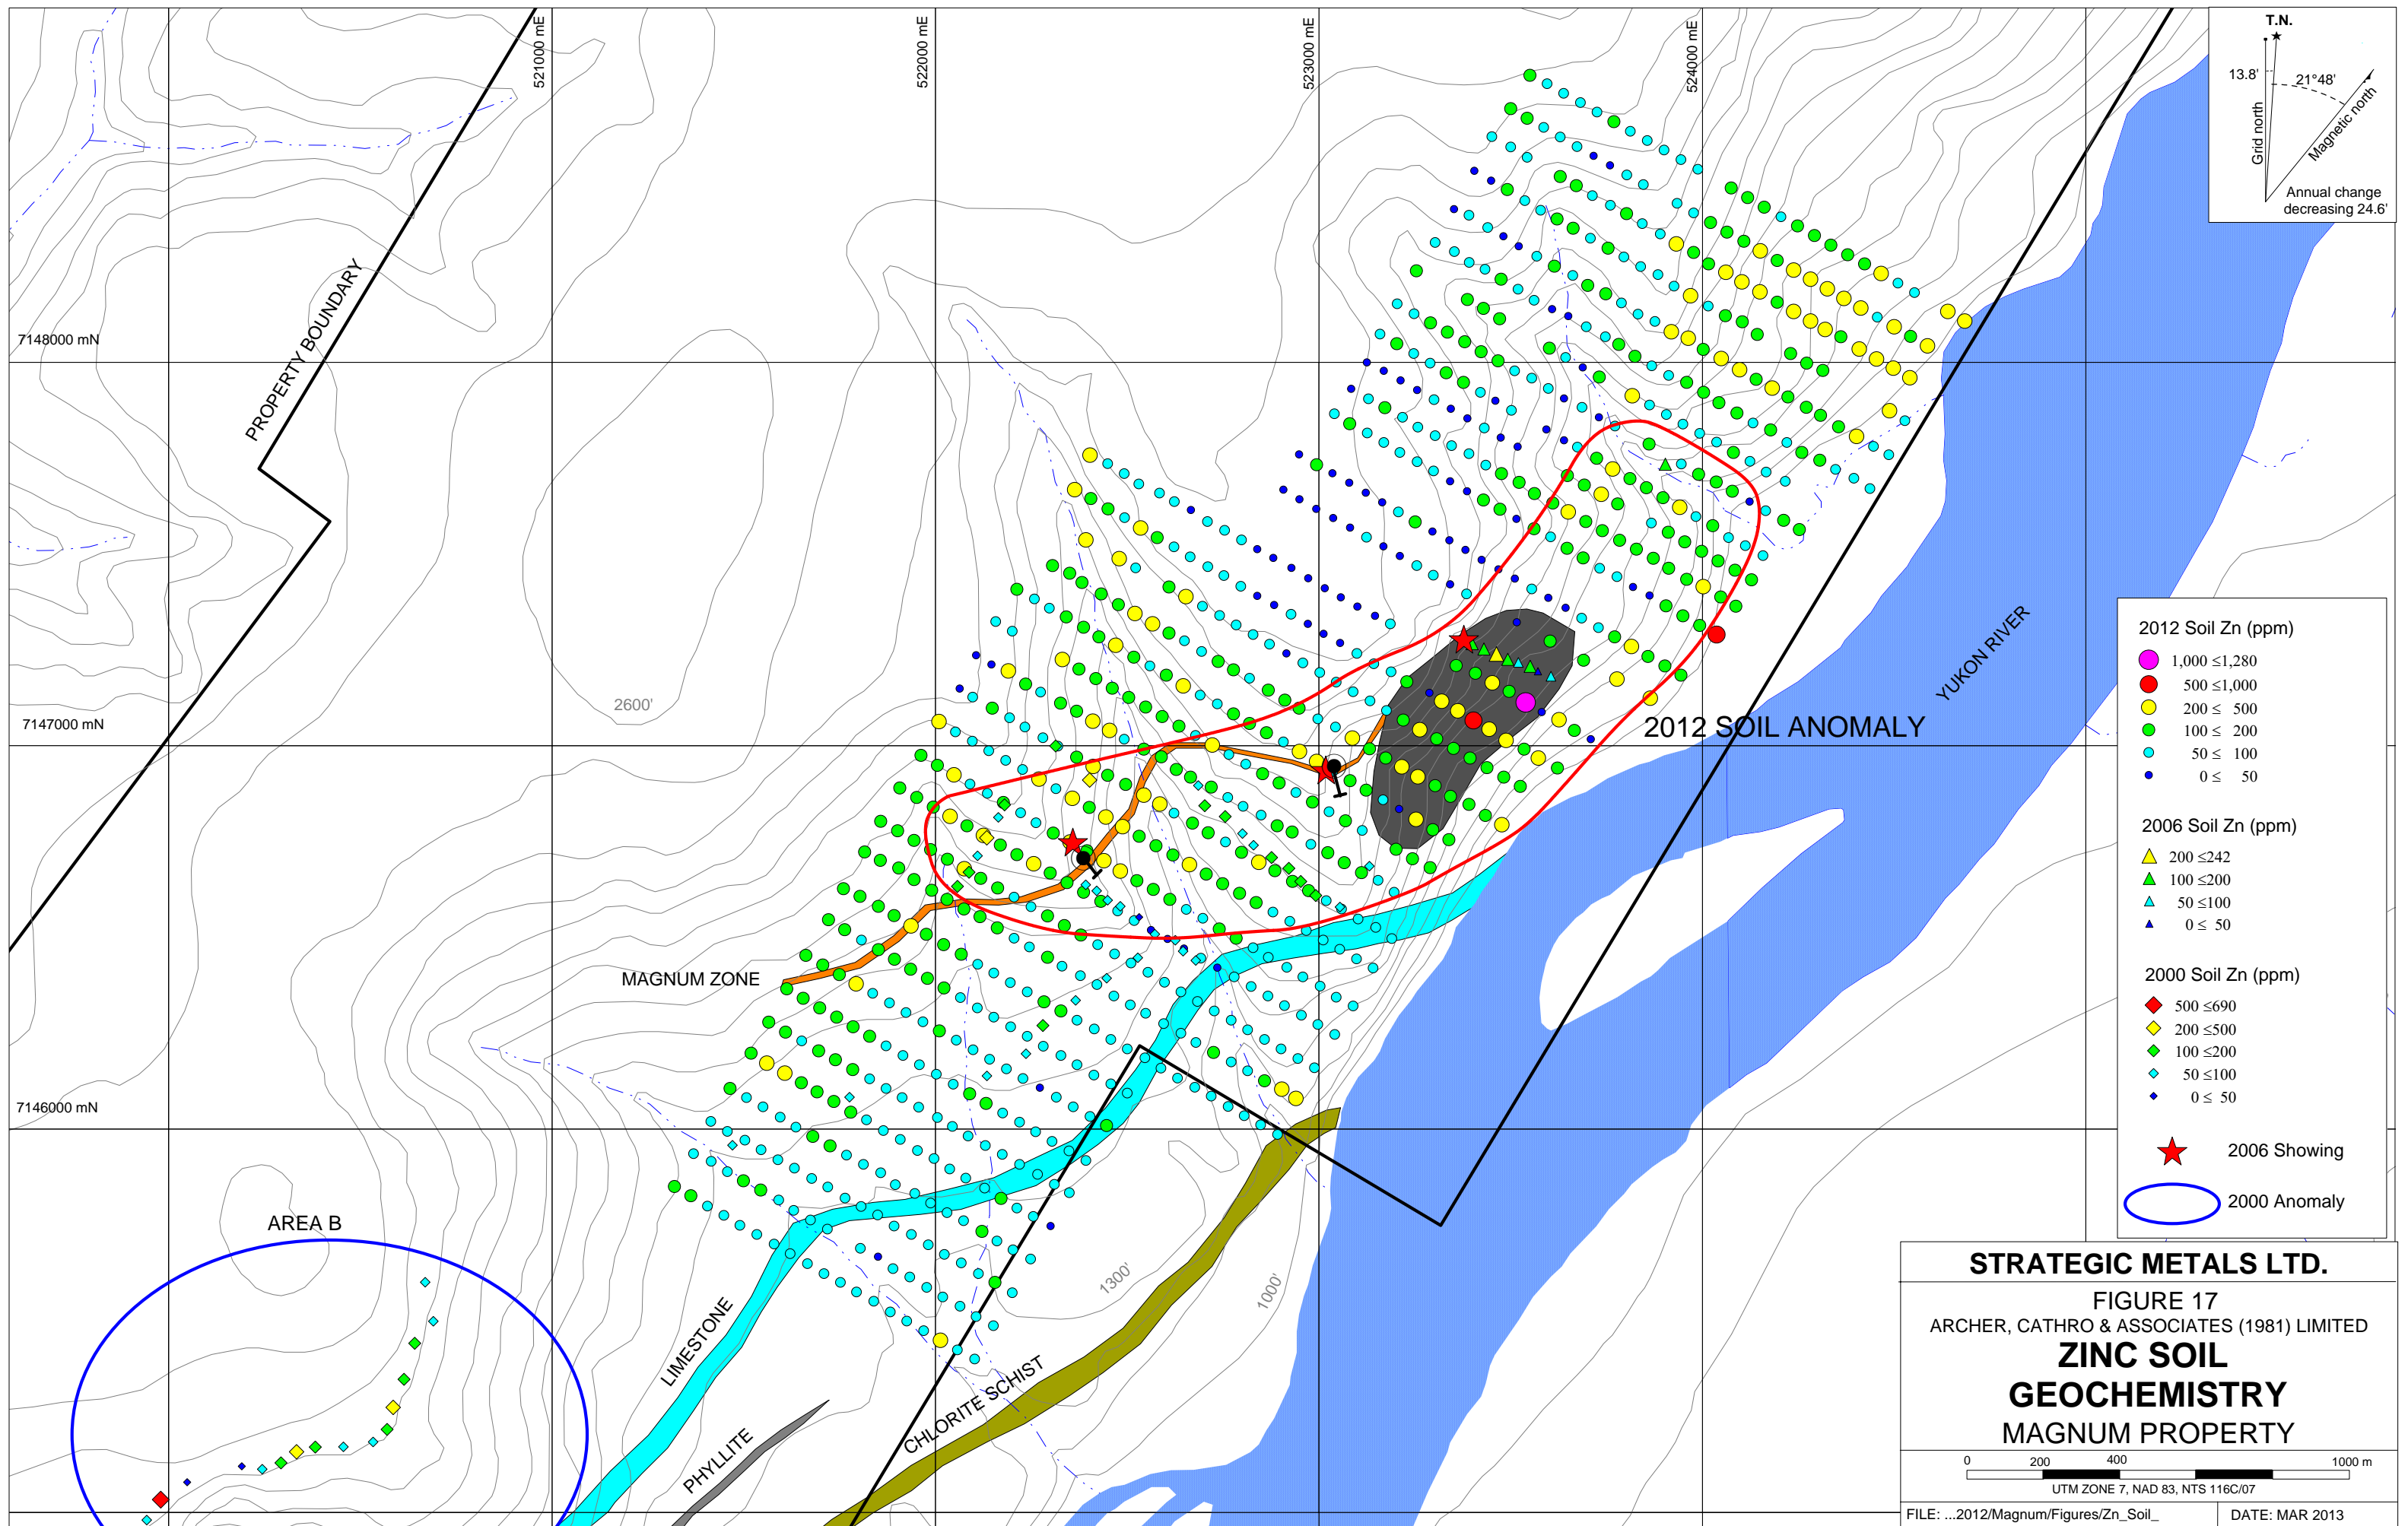 521000 mE
522000 mE
523000 mE
524000 mE
T.N.
13.8'
21°48'
Grid north
Magnetic north
Annual change
decreasing 24.6'
PROPERTY BOUNDARY
7148000 mN
2600'
7147000 mN
2012 SOIL ANOMALY
YUKON RIVER
MAGNUM ZONE
7146000 mN
AREA B
LIMESTONE
PHYLLITE
CHLORITE SCHIST
1300'
1000'
2012 Soil Zn (ppm)
1,000 ≤1,280
500 ≤1,000
200 ≤ 500
100 ≤ 200
50 ≤ 100
0 ≤ 50
2006 Soil Zn (ppm)
200 ≤242
100 ≤200
50 ≤100
0 ≤ 50
2000 Soil Zn (ppm)
500 ≤690
200 ≤500
100 ≤200
50 ≤100
0 ≤ 50
2006 Showing
2000 Anomaly
STRATEGIC METALS LTD.
FIGURE 17
ARCHER, CATHRO & ASSOCIATES (1981) LIMITED
ZINC SOIL
GEOCHEMISTRY
MAGNUM PROPERTY
0 200 400 1000 m
UTM ZONE 7, NAD 83, NTS 116C/07
FILE: ...2012/Magnum/Figures/Zn_Soil_ DATE: MAR 2013